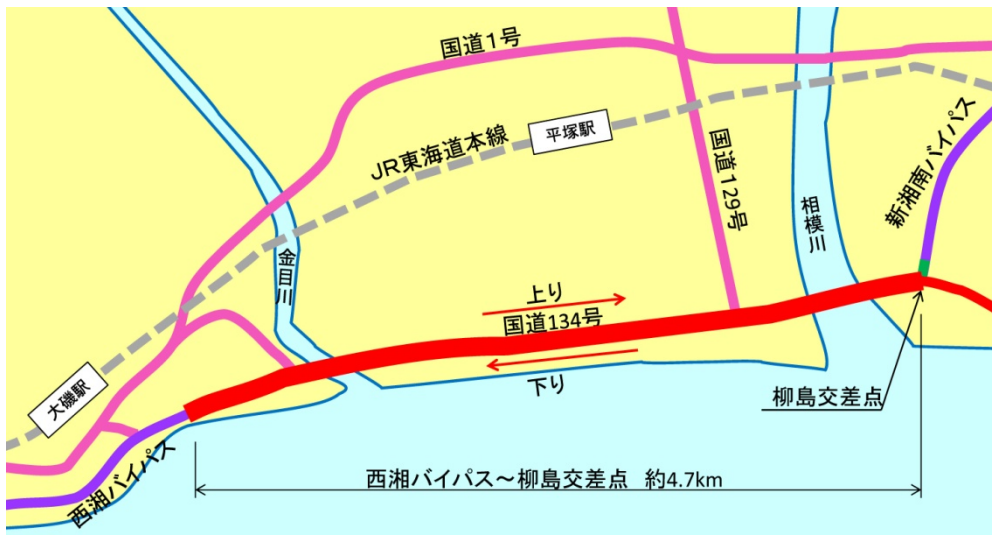 国道1号
JR東海道本線
平塚駅
国道129号
新湘南バイパス
相模川
金目川
上り
国道134号
下り
大磯駅
柳島交差点
西湘バイパス
西湘バイパス～柳島交差点 約4.7km